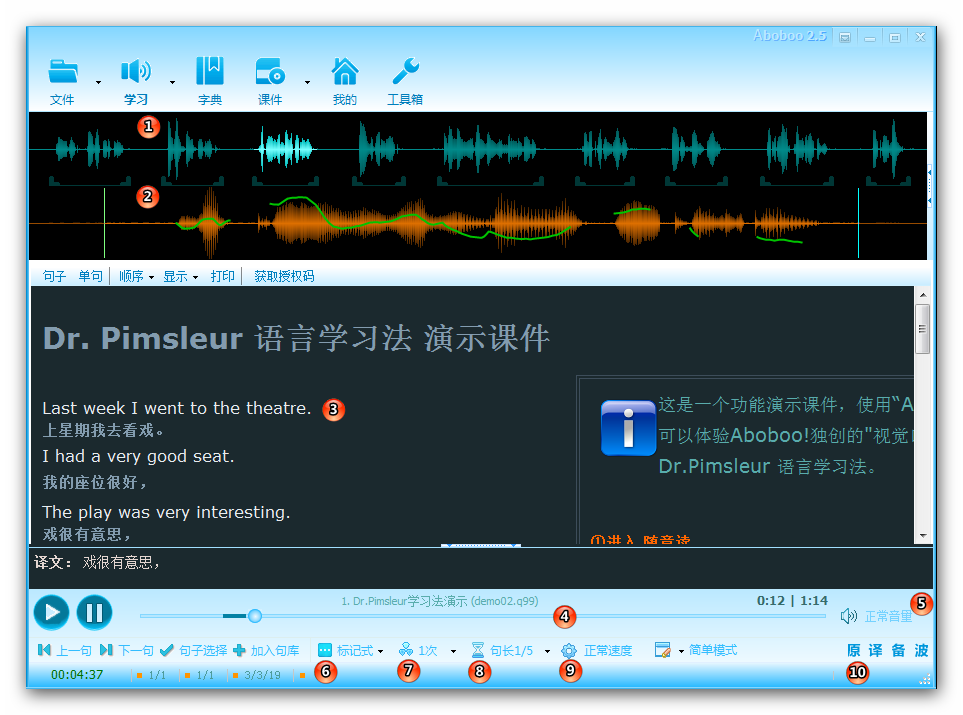 Aboboo 2.5
文件 学习 字典 课件 我的 工具箱
1
2
句子 单句 顺序 显示 打印 获取授权码
Dr. Pimsleur 语言学习法 演示课件
Last week I went to the theatre. 3
上星期我去看戏。
I had a very good seat.
我的座位很好，
The play was very interesting.
戏很有意思，
这是一个功能演示课件，使用“A
可以体验Aboboo!独创的"视觉
Dr.Pimsleur 语言学习法。
①进入 随意读
译文： 戏很有意思，
1. Dr.Pimsleur学习法演示 (demo02.q99) 0:12 | 1:14
4
正常音量 5
上一句 下一句 句子选择 加入句库 标记式 1次 句长1/5 正常速度 简单模式 原 译 备 波
00:04:37 1/1 1/1 3/3/19 6 7 8 9 10